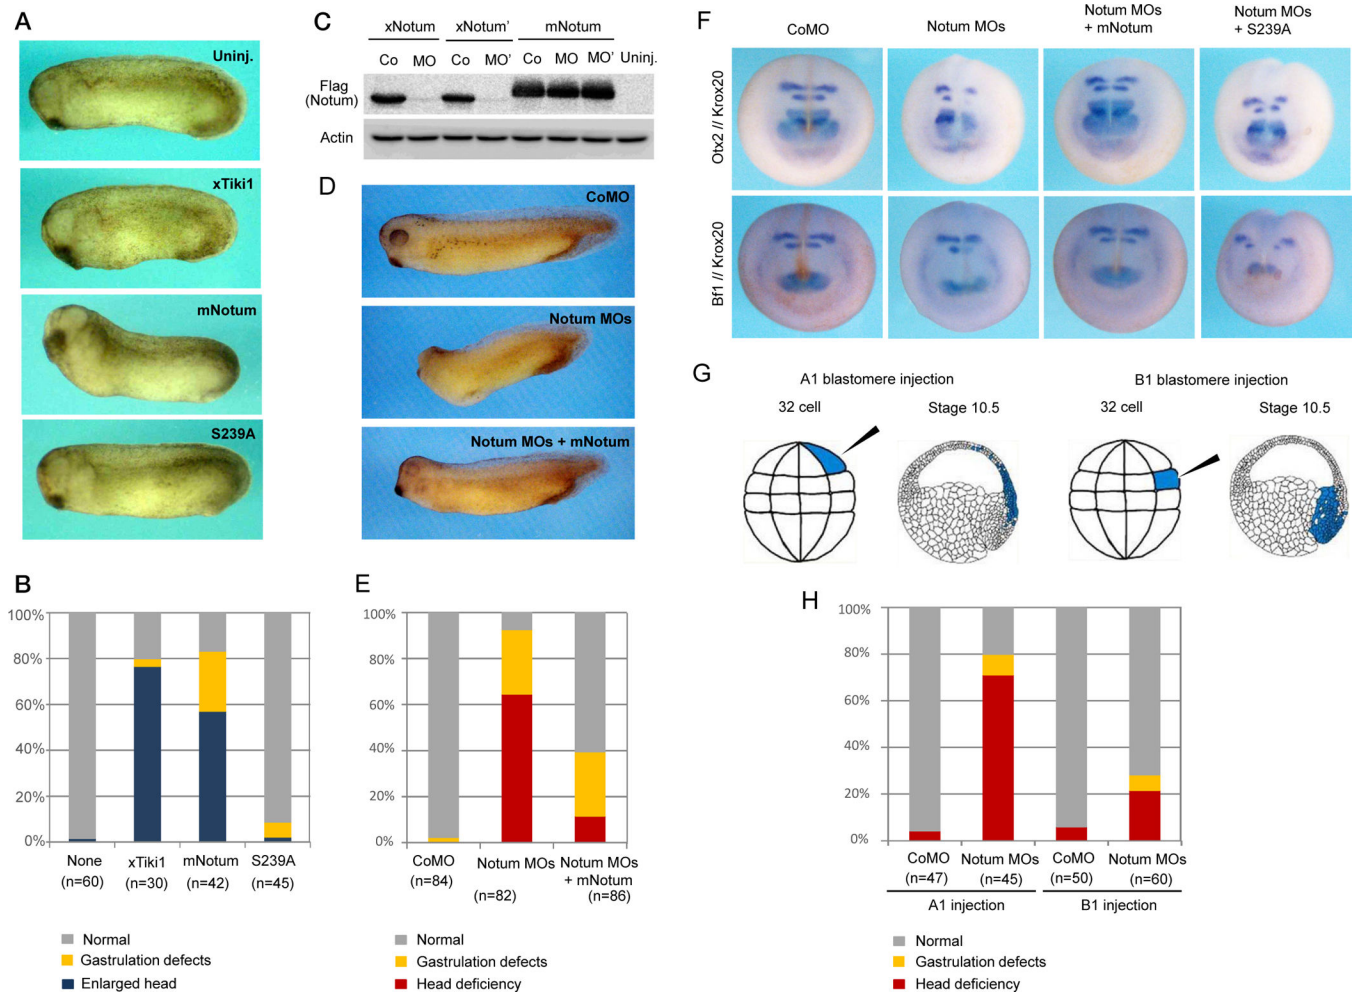 A
Uninj.
xTiki1
mNotum
S239A
B
100%
80%
60%
40%
20%
0%
None xTiki1 mNotum S239A
(n=60) (n=30) (n=42) (n=45)
Normal
Gastrulation defects
Enlarged head
C
xNotum xNotum' mNotum
Co MO Co MO' Co MO MO' Uninj.
Flag
(Notum)
Actin
D
CoMO
Notum MOs
Notum MOs + mNotum
E
100%
80%
60%
40%
20%
0%
CoMO Notum MOs Notum MOs
+ mNotum
(n=84) (n=82) (n=86)
Normal
Gastrulation defects
Head deficiency
F
CoMO
Notum MOs
Notum MOs
+ mNotum
Notum MOs
+ S239A
Otx2 // Krox20
Bf1 // Krox20
G
A1 blastomere injection
B1 blastomere injection
32 cell Stage 10.5 32 cell Stage 10.5
H
100%
80%
60%
40%
20%
0%
CoMO Notum MOs CoMO Notum MOs
(n=47) (n=45) (n=50) (n=60)
A1 injection B1 injection
Normal
Gastrulation defects
Head deficiency